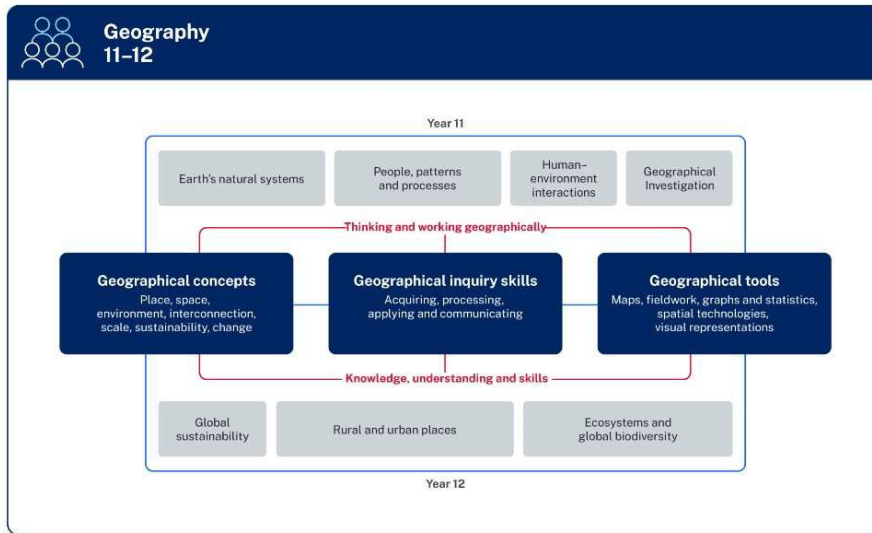 Geography
11–12
Year 11
Earth's natural systems
People, patterns
and processes
Human–
environment
interactions
Geographical
Investigation
Thinking and working geographically
Geographical concepts
Place, space,
environment, interconnection,
scale, sustainability, change
Geographical inquiry skills
Acquiring, processing,
applying and communicating
Geographical tools
Maps, fieldwork, graphs and statistics,
spatial technologies,
visual representations
Knowledge, understanding and skills
Global
sustainability
Rural and urban places
Ecosystems and
global biodiversity
Year 12